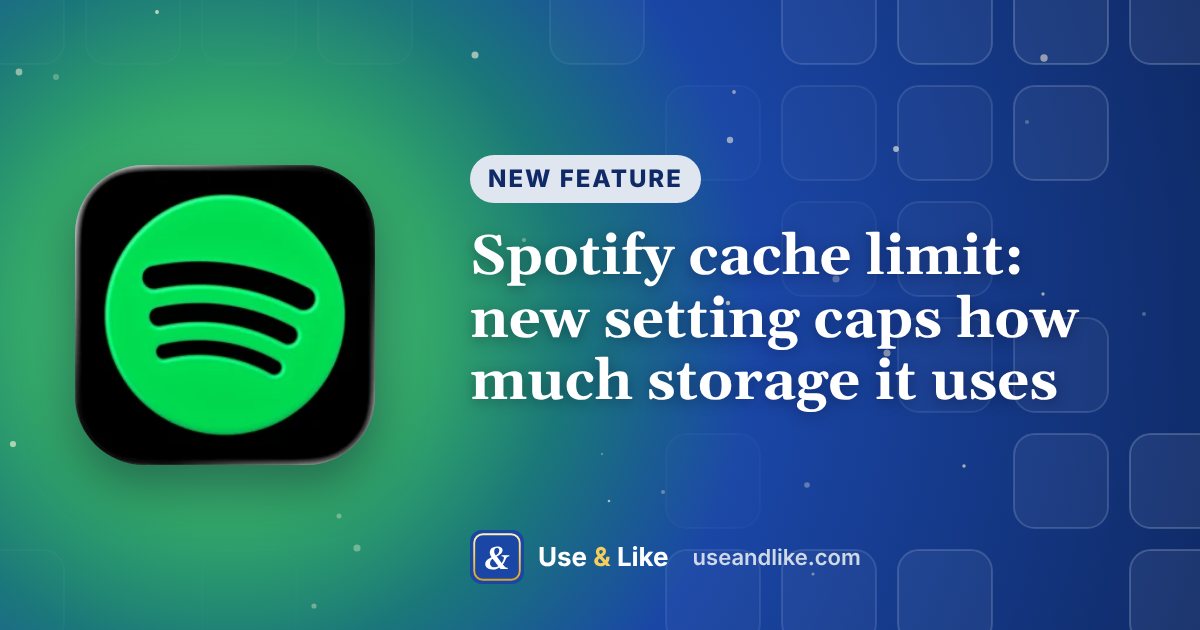 NEW FEATURE
Spotify cache limit:
new setting caps how
much storage it uses
& Use & Like useandlike.com